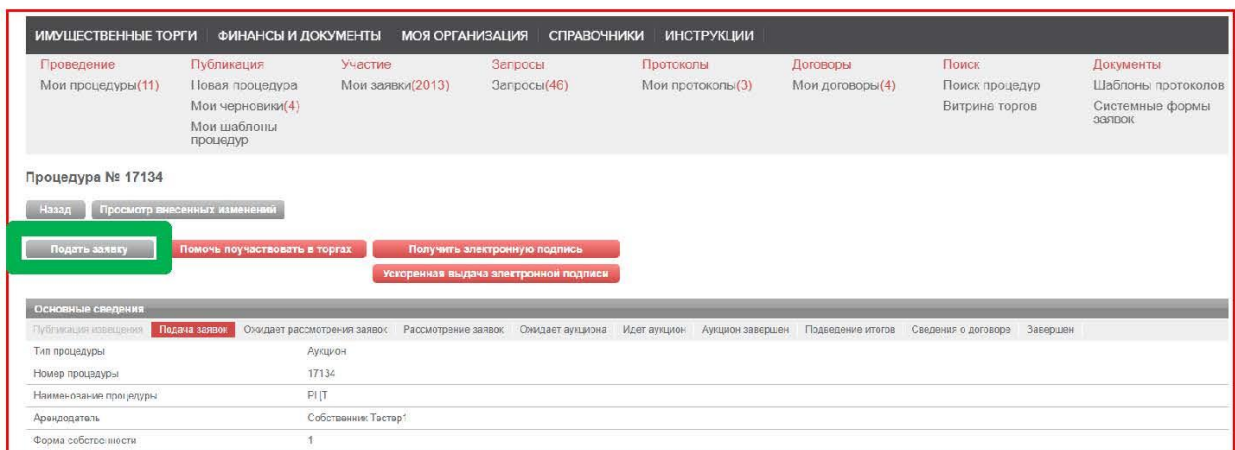 ИМУЩЕСТВЕННЫЕ ТОРГИ ФИНАНСЫ И ДОКУМЕНТЫ МОЯ ОРГАНИЗАЦИЯ СПРАВОЧНИКИ ИНСТРУКЦИИ
Проведение Публикация Участие Запросы Протоколы Договоры Поиск Документы
Мои процедуры(11) Новая процедура Мои заявки(2013) Запросы(46) Мои протоколы(3) Мои договоры(4) Поиск процедур Шаблоны протоколов
Мои черновики(4) Витрина торгов Системные формы
заявок
Мои шаблоны
процедур
Процедура № 17134
Назад Просмотр внесенных изменений
Подать заявку Помочь поучаствовать в торгах Получить электронную подпись
Ускоренная выдача электронной подписи
Основные сведения
Публикация извещения Подача заявок Ожидает рассмотрения заявок Рассмотрение заявок Ожидает аукциона Идет аукцион Аукцион завершен Подведение итогов Сведения о договоре Завершен
Тип процедуры Аукцион
Номер процедуры 17134
Наименование процедуры
Арендодатель Собственник Тестер1
Форма собственности 1